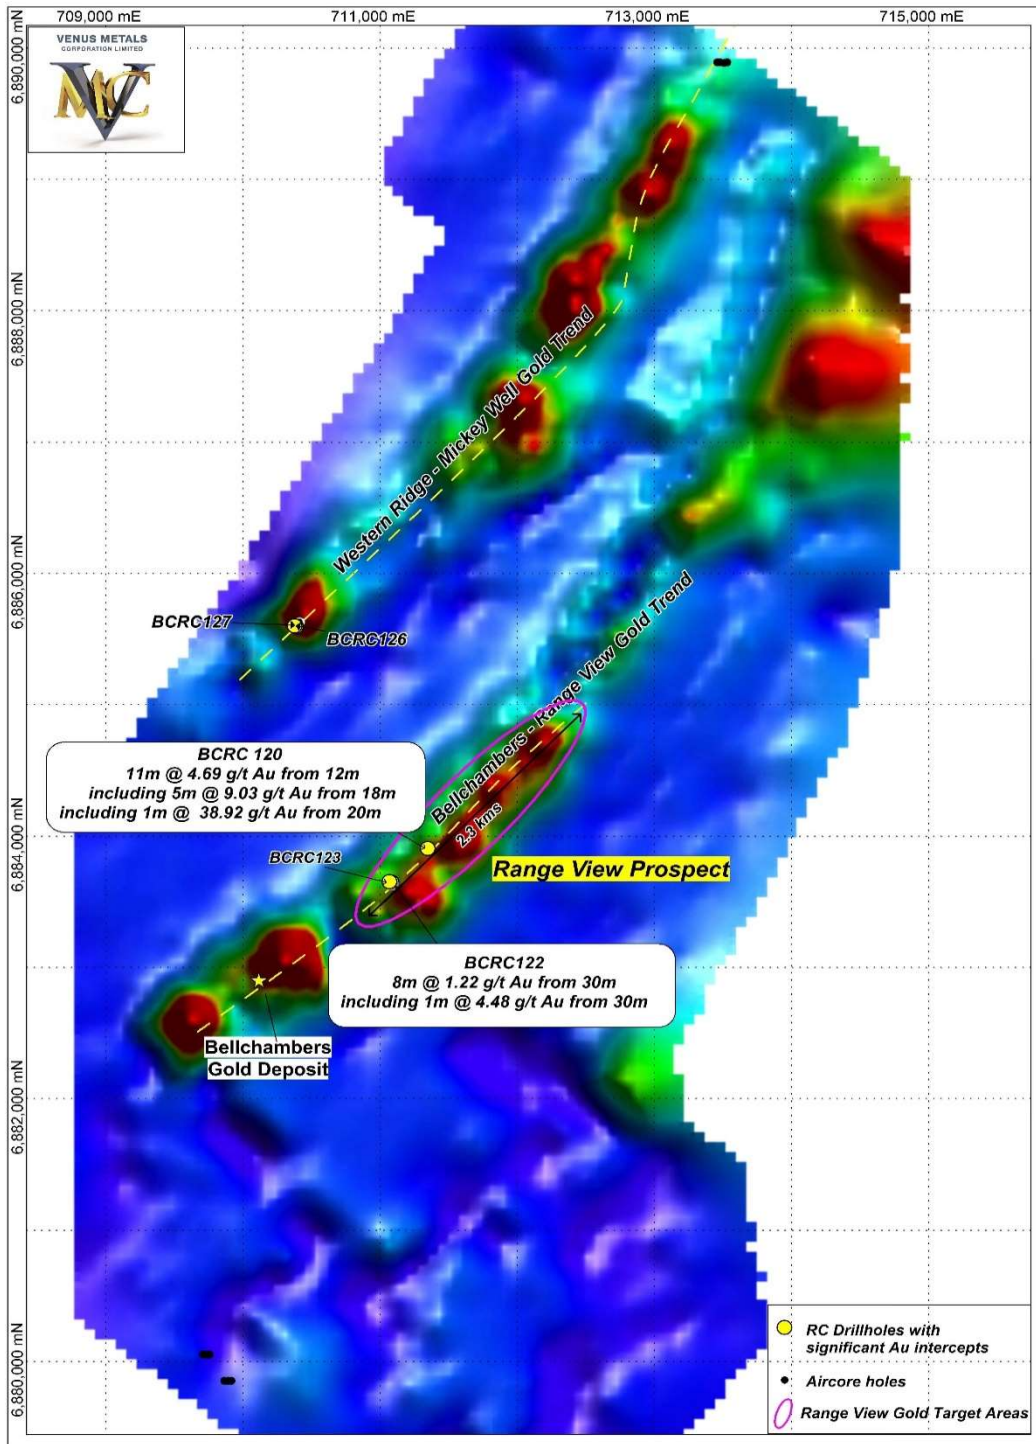 709,000 mE
711,000 mE
713,000 mE
715,000 mE
VENUS METALS
CORPORATION LIMITED
VMC
6,890,000 mN
6,888,000 mN
Western Ridge - Mickey Well Gold Trend
6,886,000 mN
BCRC127
BCRC126
Bellchambers - Range View Gold Trend
BCRC 120
11m @ 4.69 g/t Au from 12m
including 5m @ 9.03 g/t Au from 18m
including 1m @ 38.92 g/t Au from 20m
2.3 kms
6,884,000 mN
BCRC123
Range View Prospect
BCRC122
8m @ 1.22 g/t Au from 30m
including 1m @ 4.48 g/t Au from 30m
Bellchambers
Gold Deposit
6,882,000 mN
6,880,000 mN
RC Drillholes with
significant Au intercepts
Aircore holes
Range View Gold Target Areas